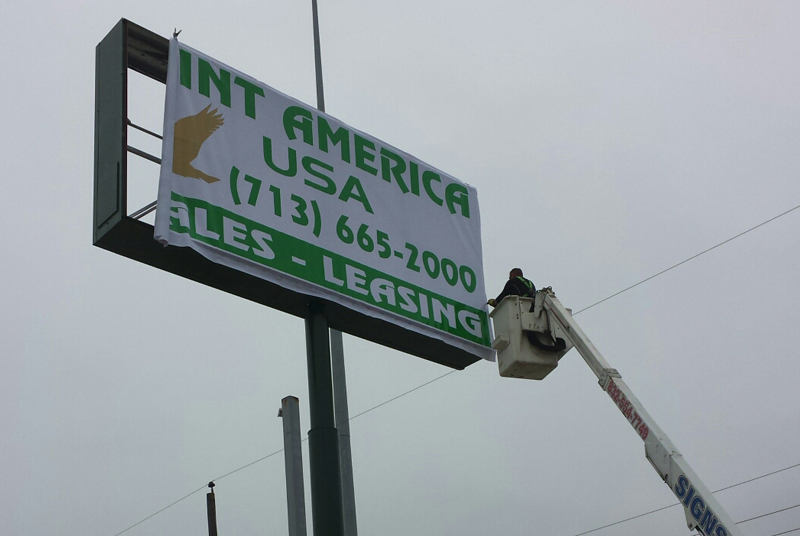 INT AMERICA
USA
(713) 665-2000
ALES - LEASING
SIGNS